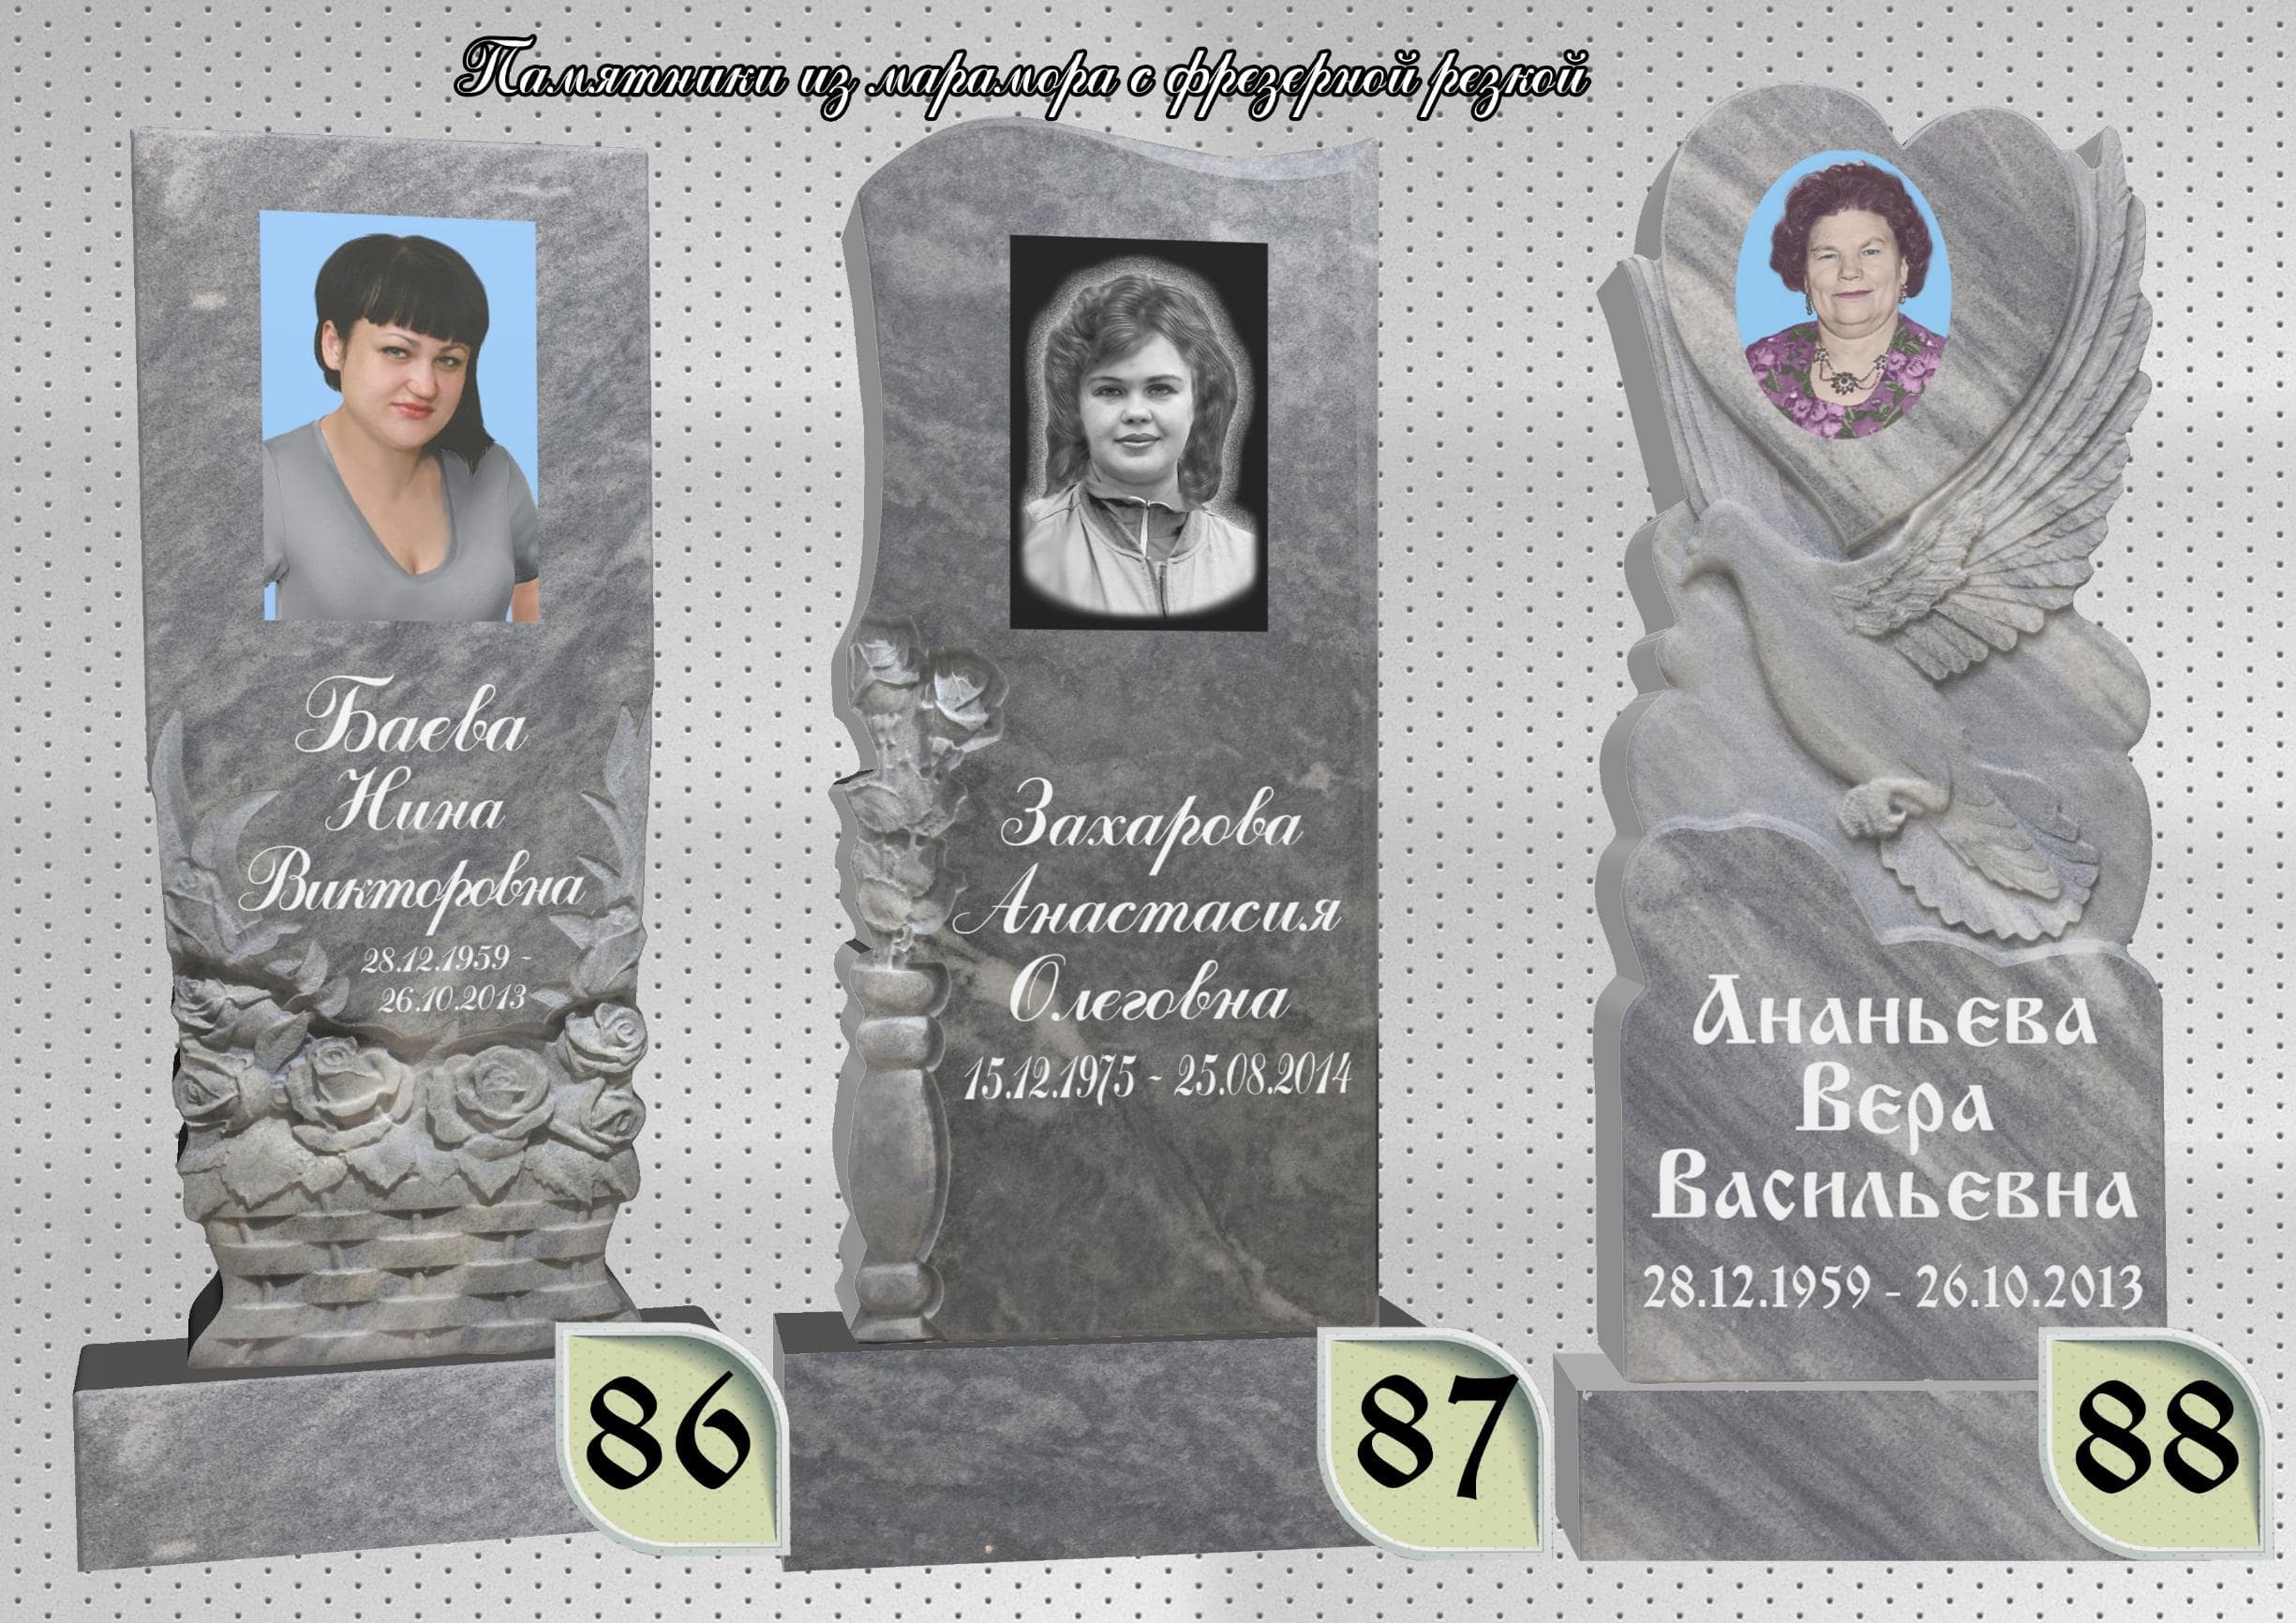 Памятники из марамора с фрезерной резкой
Баева
Нина
Викторовна
28.12.1959 -
26.10.2013
86
Захарова
Анастасия
Олеговна
15.12.1975 - 25.08.2014
87
Ананьева
Вера
Васильевна
28.12.1959 - 26.10.2013
88